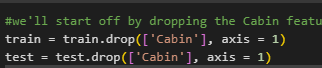 #we'll start off by dropping the Cabin featu
train = train.drop(['Cabin'], axis = 1)
test = test.drop(['Cabin'], axis = 1)